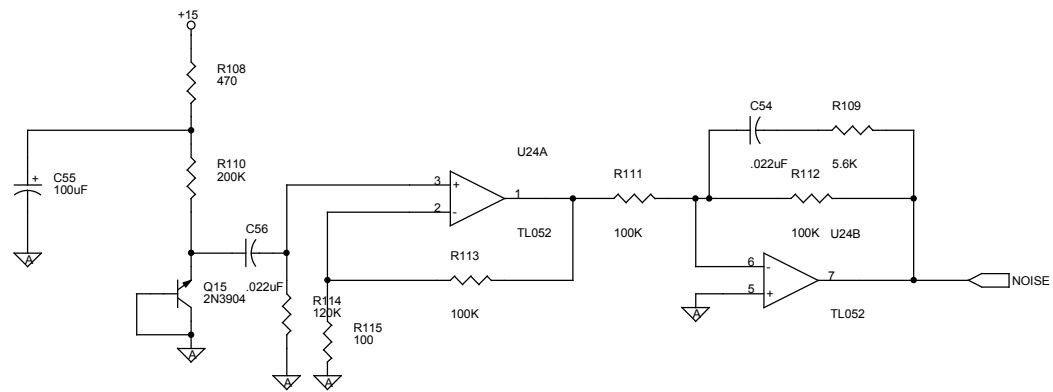 +15
R108
470
C54
R109
U24A
R110
200K
.022uF
5.6K
+
C55
100uF
R111
R112
3
+
1
2
-
C56
TL052
100K
100K
U24B
A
R113
6
-
7
Q15
2N3904
.022uF
5
+
NOISE
R114
120K
100K
A
TL052
R115
100
A
A
A